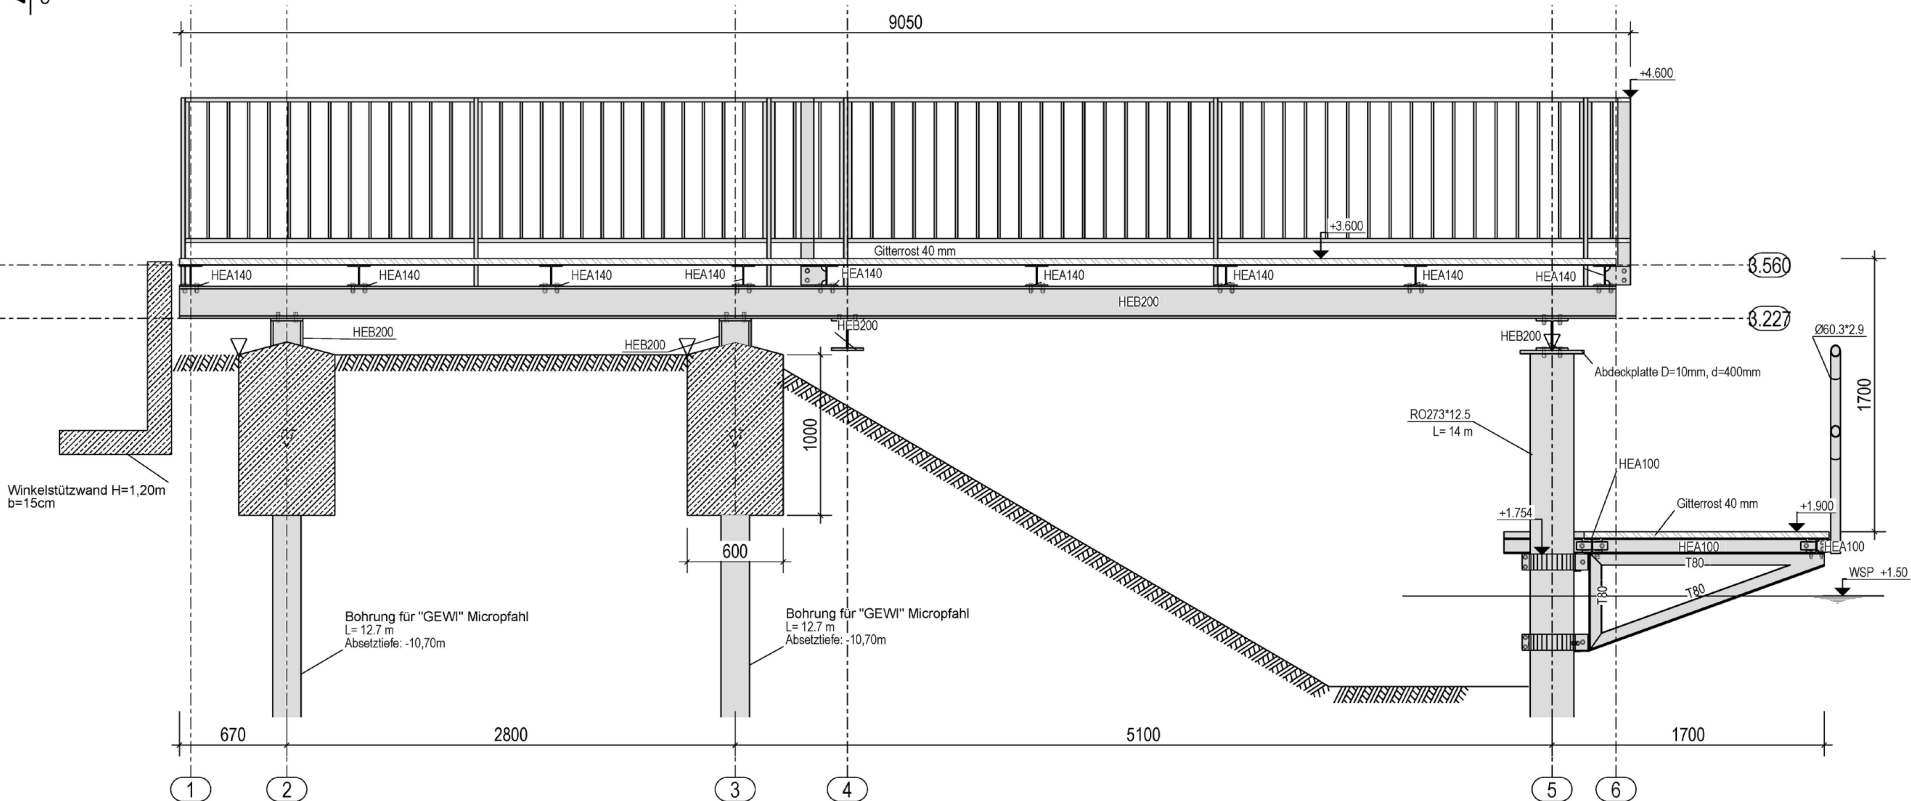 9050
+4.600
+3.600
Gitterrost 40 mm
HEA140
HEA140
HEA140
HEA140
HEA140
HEA140
HEA140
HEA140
HEA140
3.560
HEB200
3.227
HEB200
HEB200
HEB200
HEB200
Ø60.3*2.9
Abdeckplatte D=10mm, d=400mm
1700
RO273*12.5
L= 14 m
1000
HEA100
Winkelstützwand H=1,20m
b=15cm
Gitterrost 40 mm
+1.900
+1.754
600
HEA100
HEA100
T80
T80
T80
WSP +1.50
Bohrung für "GEWI" Micropfahl
L= 12.7 m
Absetztiefe: -10,70m
Bohrung für "GEWI" Micropfahl
L= 12.7 m
Absetztiefe: -10,70m
670
2800
5100
1700
1
2
3
4
5
6